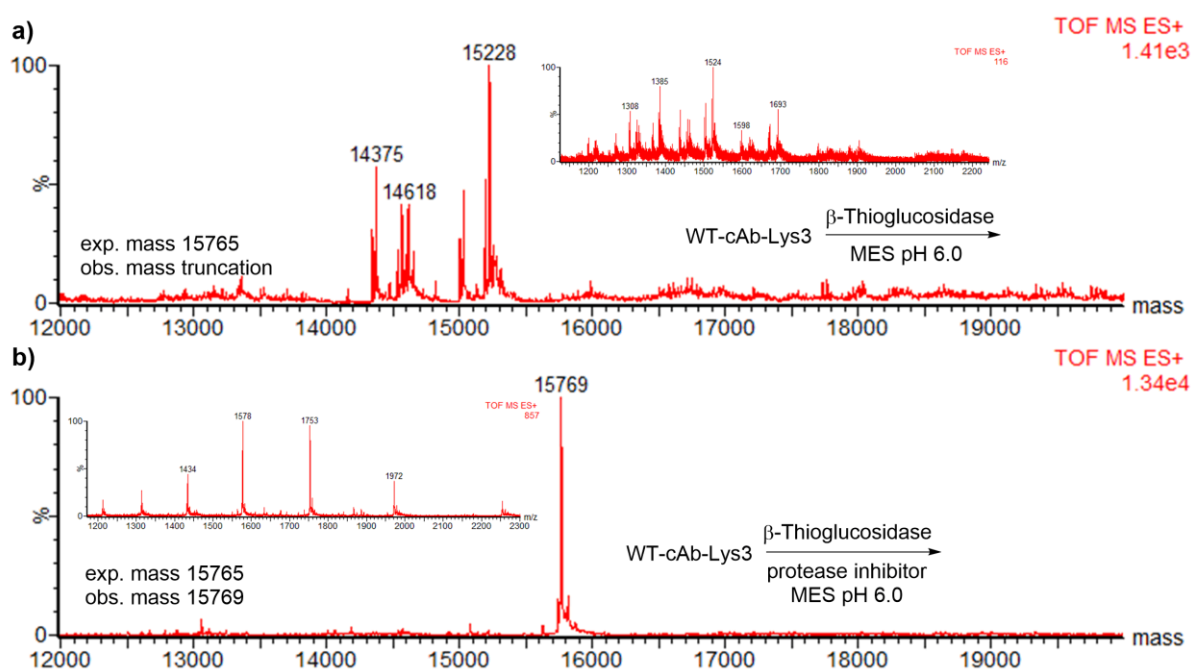 a)
TOF MS ES+
1.41e3
100
%
0
14375
14618
15228
TOF MS ES+
116
100
%
0
1308
1385
1524
1598
1693
1200 1300 1400 1500 1600 1700 1800 1900 2000 2100 2200 m/z
exp. mass 15765
obs. mass truncation
WT-cAb-Lys3
β-Thioglucosidase
MES pH 6.0
12000 13000 14000 15000 16000 17000 18000 19000 mass
b)
TOF MS ES+
1.34e4
100
%
0
15769
TOF MS ES+
857
100
%
0
1434
1578
1753
1972
1200 1300 1400 1500 1600 1700 1800 1900 2000 2100 2200 2300 m/z
exp. mass 15765
obs. mass 15769
WT-cAb-Lys3
β-Thioglucosidase
protease inhibitor
MES pH 6.0
12000 13000 14000 15000 16000 17000 18000 19000 mass